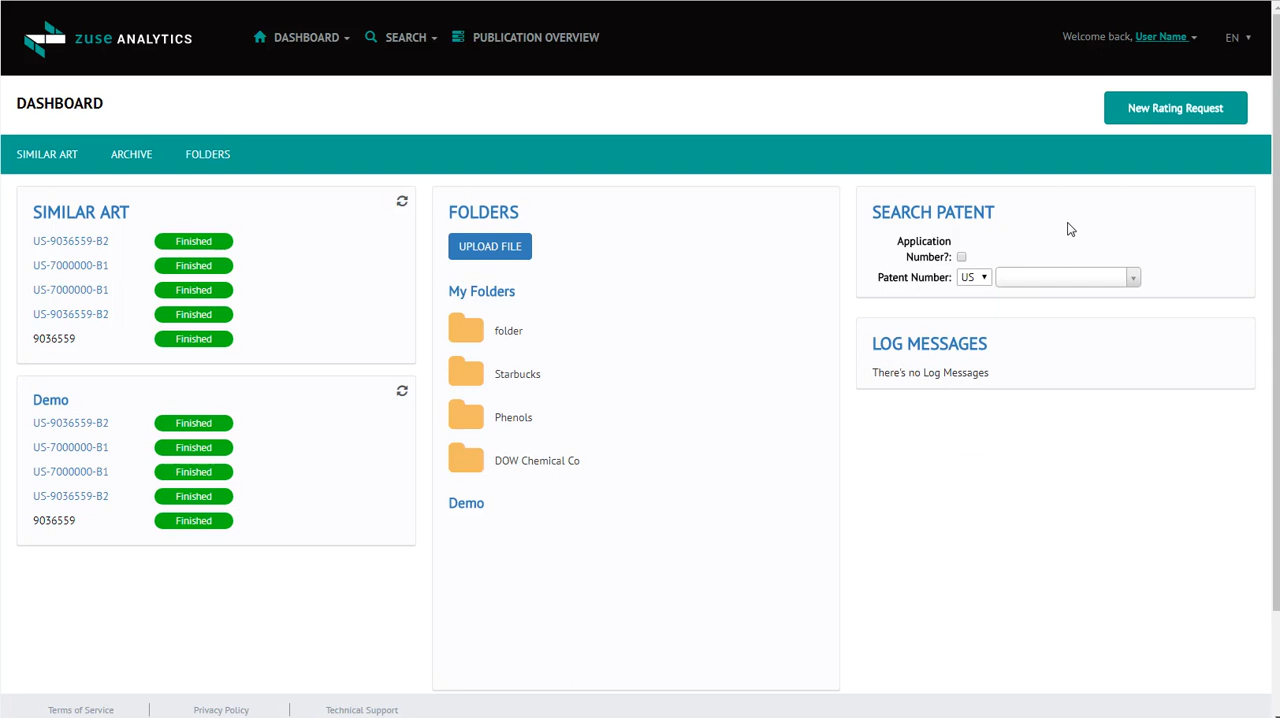 zuse ANALYTICS
DASHBOARD
SEARCH
PUBLICATION OVERVIEW
Welcome back, User Name
EN
DASHBOARD
New Rating Request
SIMILAR ART
ARCHIVE
FOLDERS
SIMILAR ART
US-9036559-B2 Finished
US-7000000-B1 Finished
US-7000000-B1 Finished
US-9036559-B2 Finished
9036559 Finished
Demo
US-9036559-B2 Finished
US-7000000-B1 Finished
US-7000000-B1 Finished
US-9036559-B2 Finished
9036559 Finished
FOLDERS
UPLOAD FILE
My Folders
folder
Starbucks
Phenols
DOW Chemical Co
Demo
SEARCH PATENT
Application
Number?:
Patent Number: US
LOG MESSAGES
There's no Log Messages
Terms of Service
Privacy Policy
Technical Support